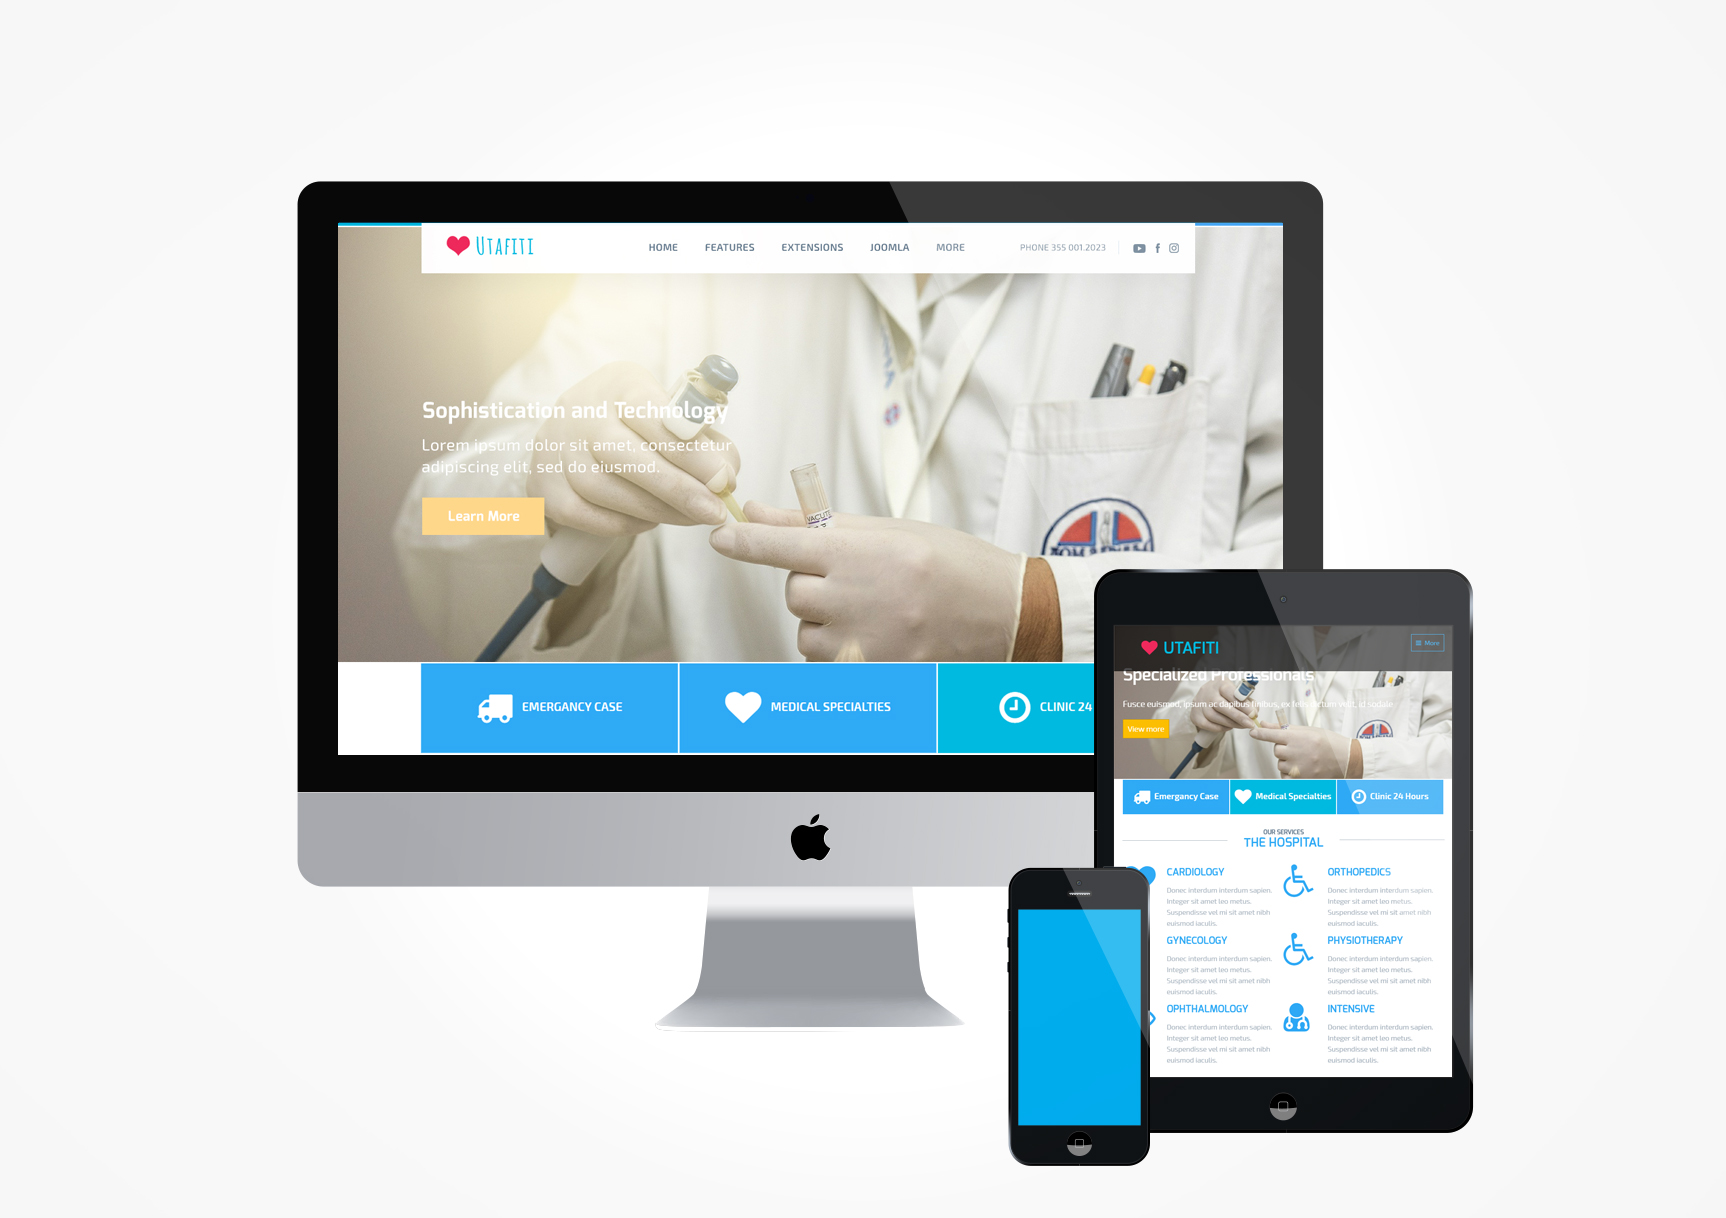 UTAFITI
HOME FEATURES EXTENSIONS JOOMLA MORE
PHONE 355 001.2023
Sophistication and Technology
Lorem ipsum dolor sit amet, consectetur
adipiscing elit, sed do eiusmod.
VACUTE
Learn More
EMERGANCY CASE
MEDICAL SPECIALTIES
CLINIC 24
UTAFITI
More
Specialized Professionals
Fusce euismod, ipsum ac dapibus finibus, ex felis dictum velit, id sodale
View more
Emergancy Case
Medical Specialties
Clinic 24 Hours
OUR SERVICES
THE HOSPITAL
CARDIOLOGY
Donec interdum interdum sapien.
Integer sit amet leo metus.
Suspendisse vel mi sit amet nibh
euismod iaculis.
ORTHOPEDICS
Donec interdum interdum sapien.
Integer sit amet leo metus.
Suspendisse vel mi sit amet nibh
euismod iaculis.
GYNECOLOGY
Donec interdum interdum sapien.
Integer sit amet leo metus.
Suspendisse vel mi sit amet nibh
euismod iaculis.
PHYSIOTHERAPY
Donec interdum interdum sapien.
Integer sit amet leo metus.
Suspendisse vel mi sit amet nibh
euismod iaculis.
OPHTHALMOLOGY
Donec interdum interdum sapien.
Integer sit amet leo metus.
Suspendisse vel mi sit amet nibh
euismod iaculis.
INTENSIVE
Donec interdum interdum sapien.
Integer sit amet leo metus.
Suspendisse vel mi sit amet nibh
euismod iaculis.